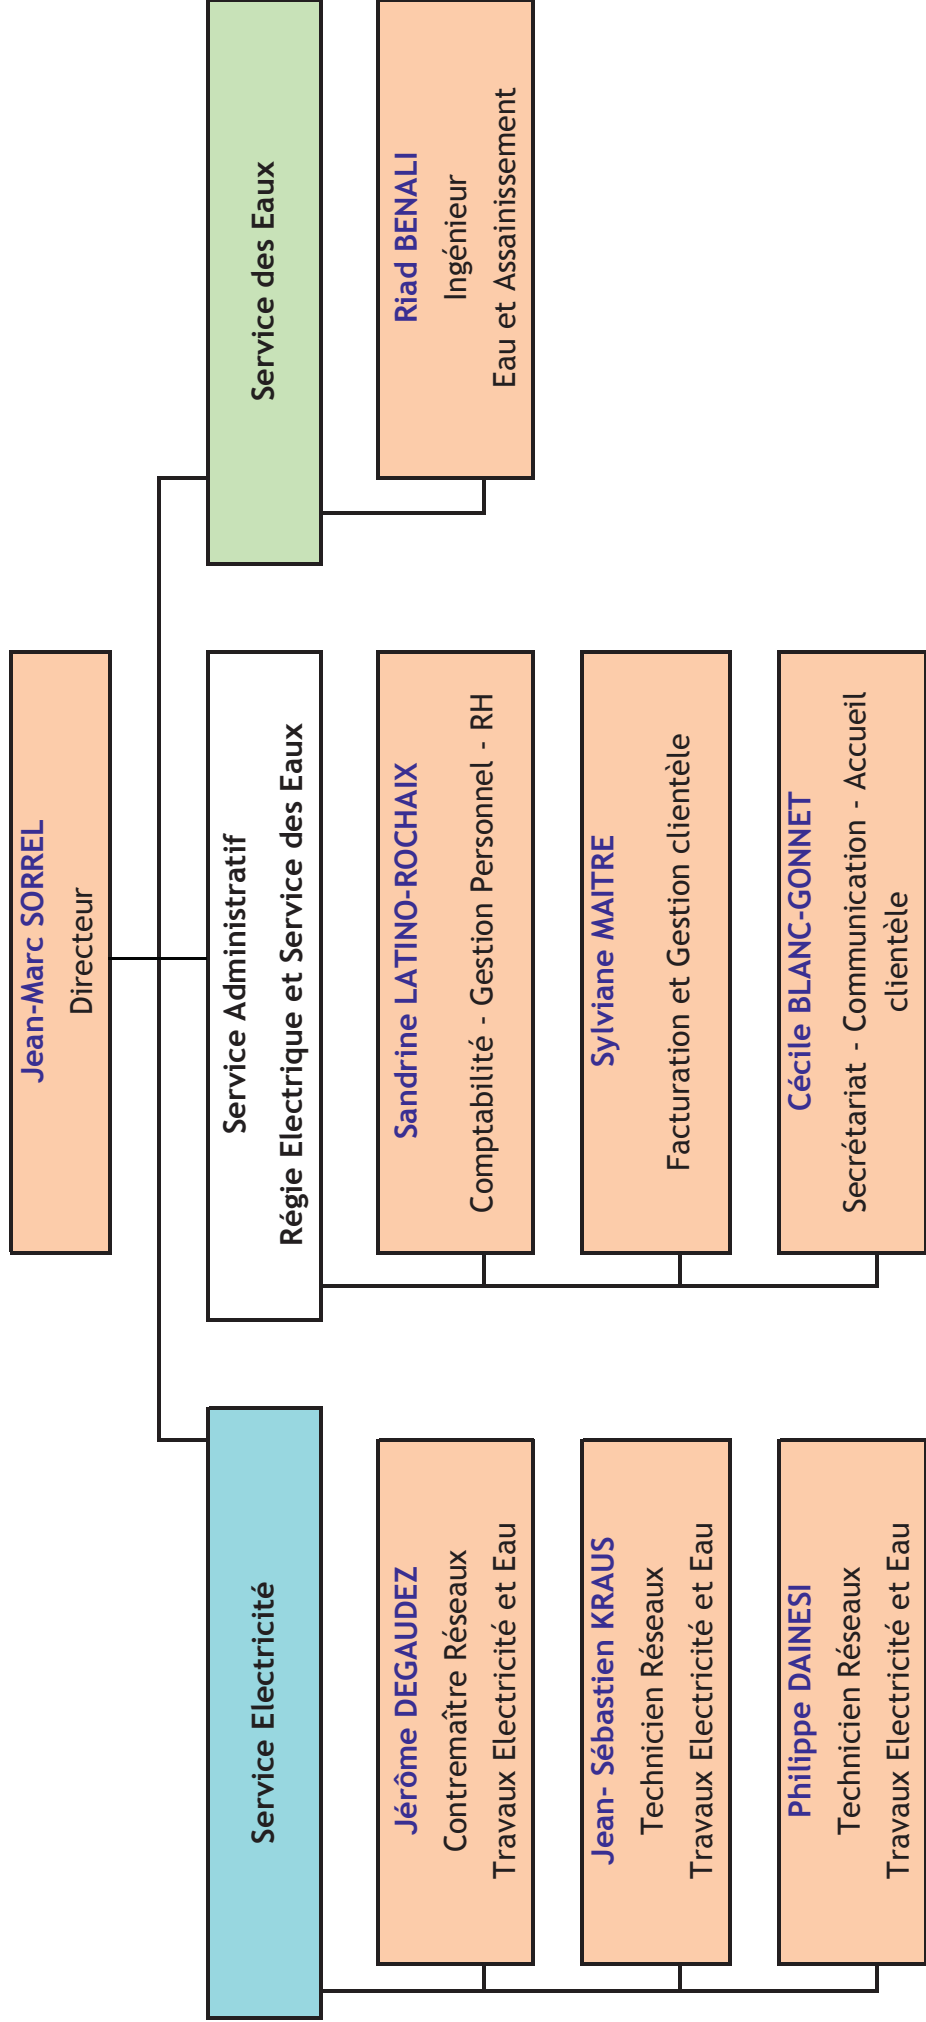 Jean-Marc SORREL
Directeur
Service Electricité
Jérôme DEGAUDEZ
Contremaître Réseaux
Travaux Electricité et Eau
Jean- Sébastien KRAUS
Technicien Réseaux
Travaux Electricité et Eau
Philippe DAINESI
Technicien Réseaux
Travaux Electricité et Eau
Service Administratif
Régie Electrique et Service des Eaux
Sandrine LATINO-ROCHAIX
Comptabilité - Gestion Personnel - RH
Sylviane MAITRE
Facturation et Gestion clientèle
Cécile BLANC-GONNET
Secrétariat - Communication - Accueil
clientèle
Service des Eaux
Riad BENALI
Ingénieur
Eau et Assainissement